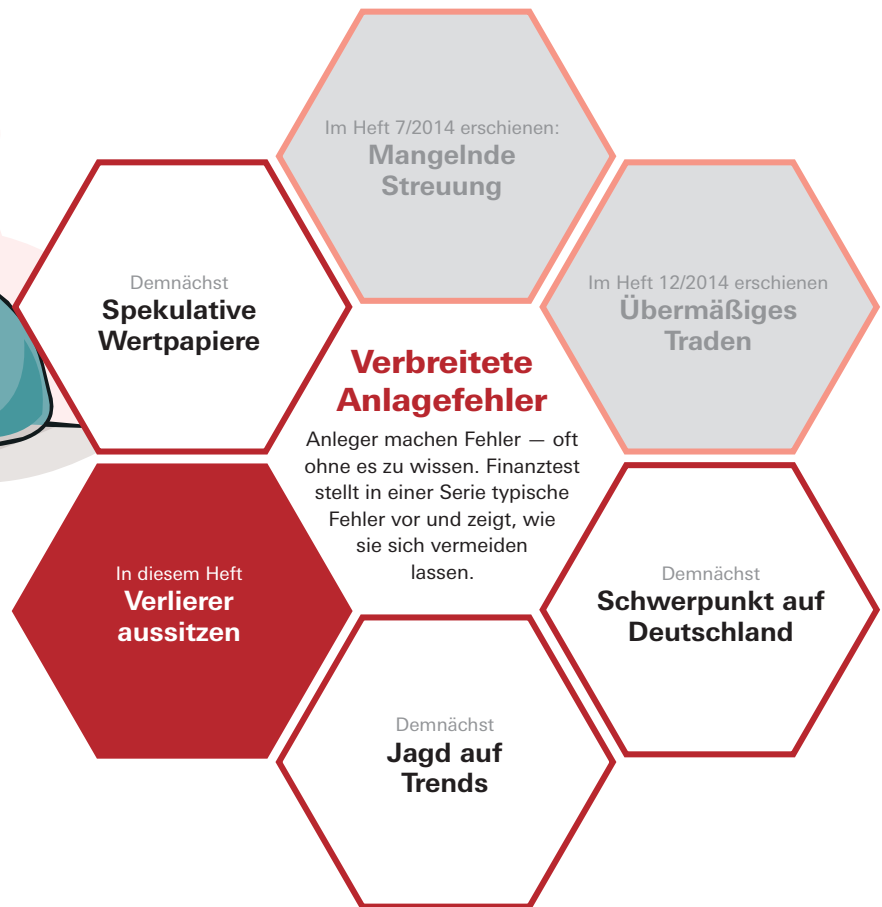 Im Heft 7/2014 erschienen:
Mangelnde
Streuung
Demnächst
Spekulative
Wertpapiere
Im Heft 12/2014 erschienen
Übermäßiges
Traden
Verbreitete
Anlagefehler
Anleger machen Fehler — oft
ohne es zu wissen. Finanztest
stellt in einer Serie typische
Fehler vor und zeigt, wie
sie sich vermeiden
lassen.
In diesem Heft
Verlierer
aussitzen
Demnächst
Schwerpunkt auf
Deutschland
Demnächst
Jagd auf
Trends